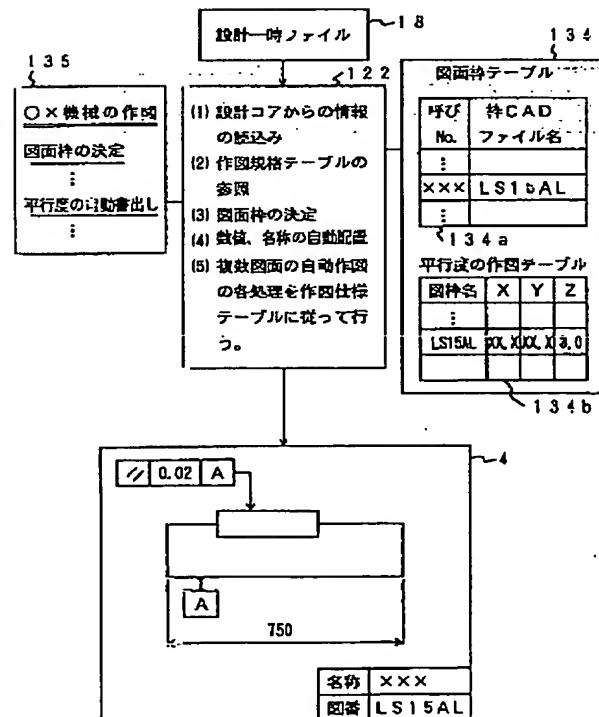 設計一時ファイル
18
135
○×機械の作図
図面枠の決定
⋮
平行度の自動書出し
⋮
122
(1) 設計コアからの情報
の読込み
(2) 作図規格テーブルの
参照
(3) 図面枠の決定
(4) 数値、名称の自動配置
(5) 複数図面の自動作図
の各処理を作図仕様
テーブルに従って行
う。
134
図面枠テーブル
呼び 枠CAD
No. ファイル名
⋮
××× LS15AL
⋮
134a
平行度の作図テーブル
図枠名 X Y Z
⋮
LS15AL XX.X XX.X
134b
4
// 0.02 A
A
750
名称 ×××
図番 LS15AL